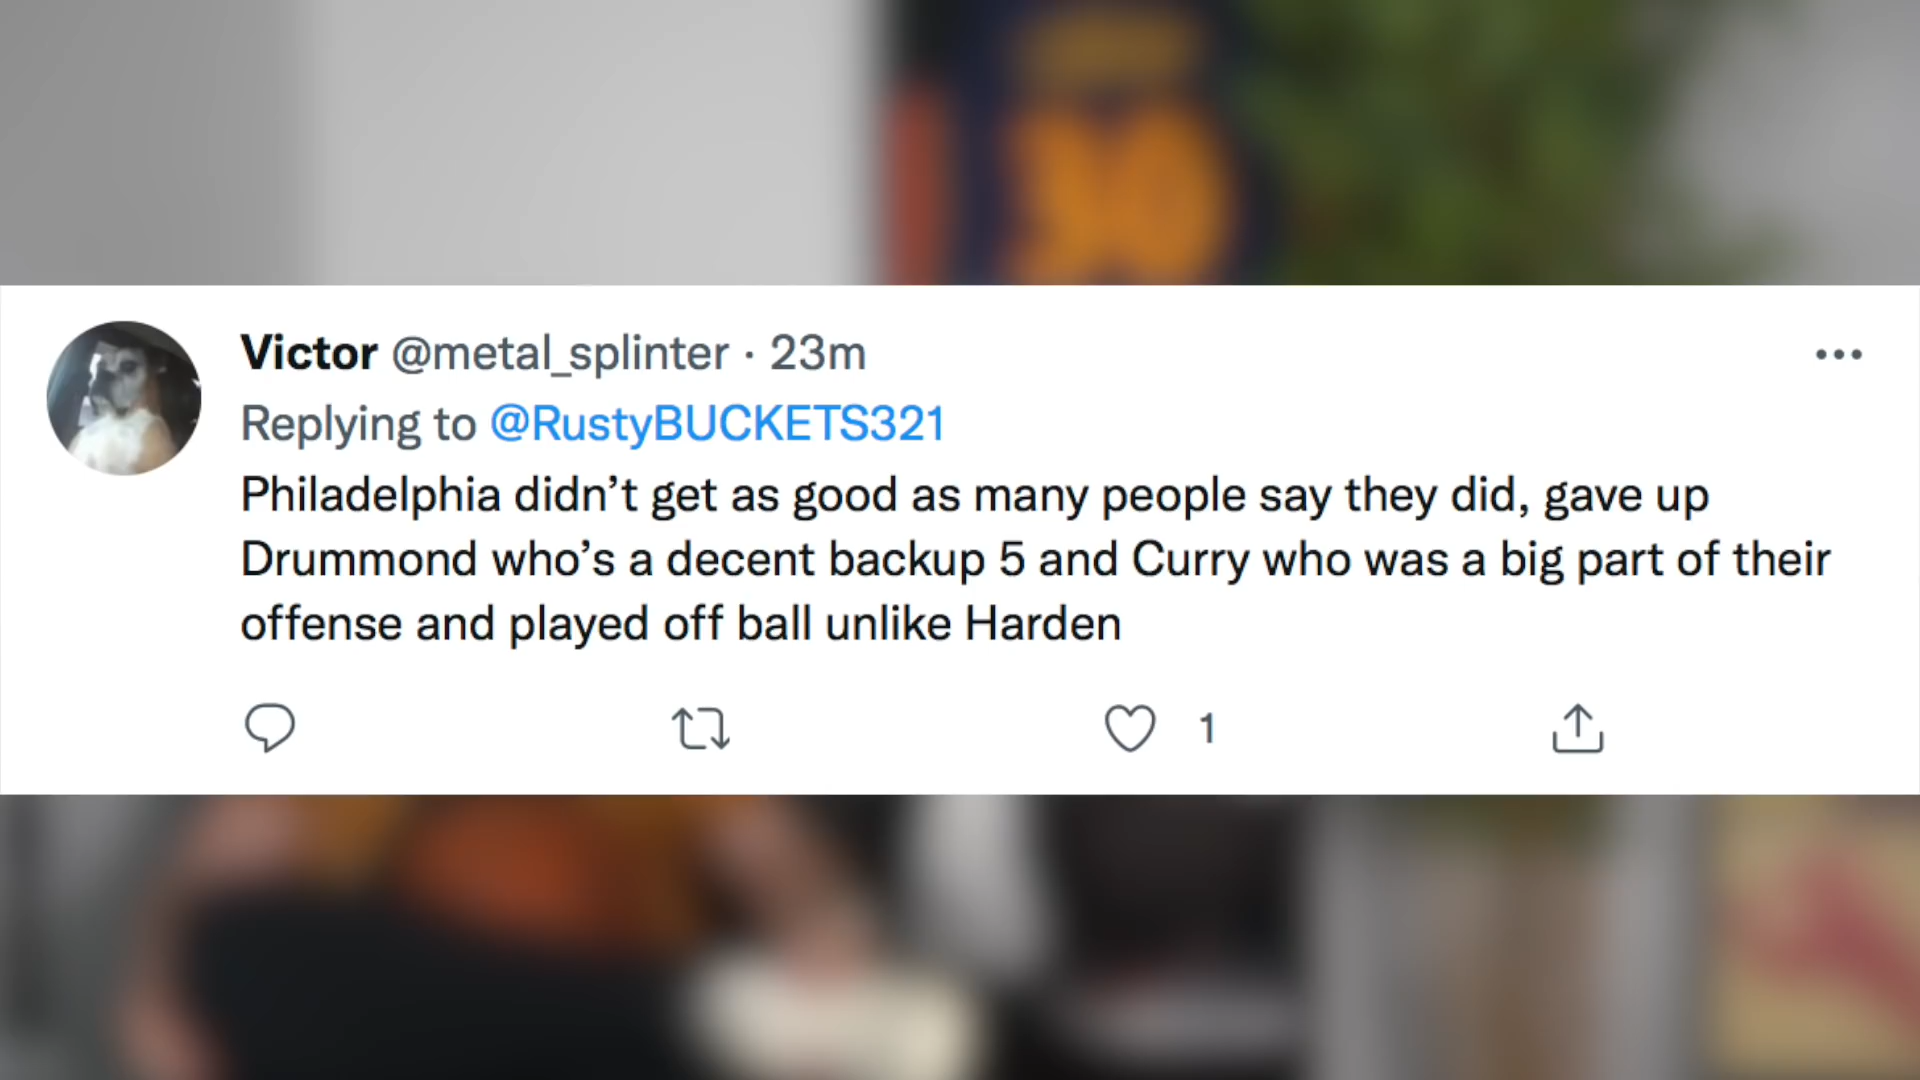 Victor @metal_splinter · 23m
Replying to @RustyBUCKETS321
Philadelphia didn’t get as good as many people say they did, gave up
Drummond who’s a decent backup 5 and Curry who was a big part of their
offense and played off ball unlike Harden
1